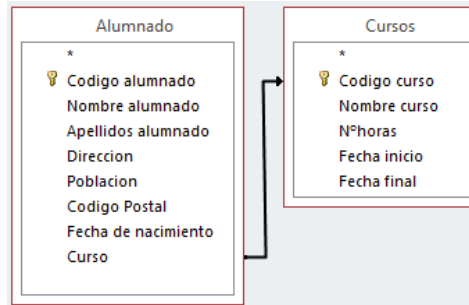 Alumnado
*
Codigo alumnado
Nombre alumnado
Apellidos alumnado
Direccion
Poblacion
Codigo Postal
Fecha de nacimiento
Curso
Cursos
*
Codigo curso
Nombre curso
Nºhoras
Fecha inicio
Fecha final